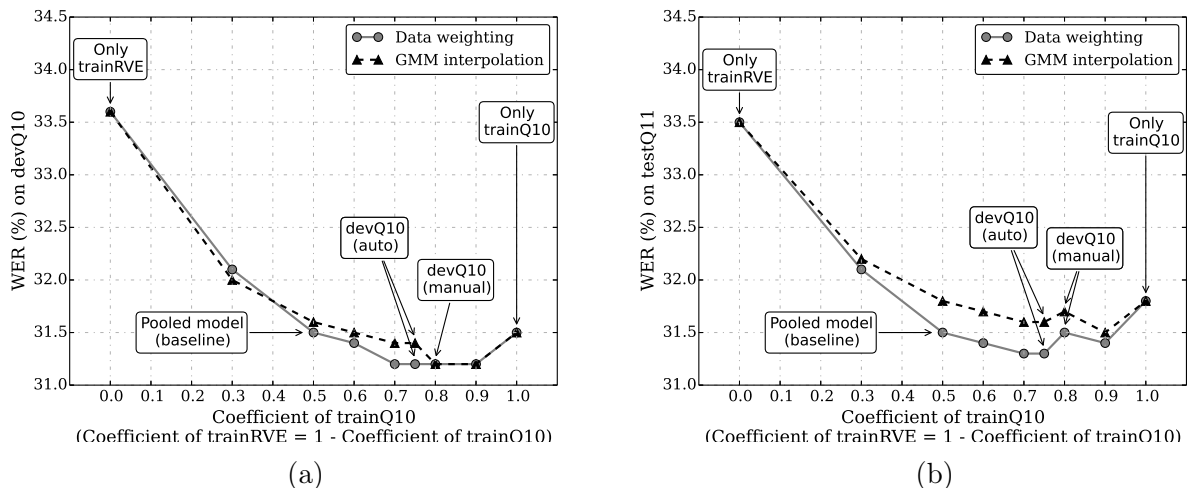 34.5
34.0
33.5
33.0
32.5
32.0
31.5
31.0
WER (%) on devQ10
Only
trainRVE
Data weighting
GMM interpolation
Only
trainQ10
devQ10
(auto)
devQ10
(manual)
Pooled model
(baseline)
0.0 0.1 0.2 0.3 0.4 0.5 0.6 0.7 0.8 0.9 1.0
Coefficient of trainQ10
(Coefficient of trainRVE = 1 - Coefficient of trainQ10)
(a)
34.5
34.0
33.5
33.0
32.5
32.0
31.5
31.0
WER (%) on testQ11
Only
trainRVE
Data weighting
GMM interpolation
Only
trainQ10
devQ10
(auto)
devQ10
(manual)
Pooled model
(baseline)
0.0 0.1 0.2 0.3 0.4 0.5 0.6 0.7 0.8 0.9 1.0
Coefficient of trainQ10
(Coefficient of trainRVE = 1 - Coefficient of trainQ10)
(b)